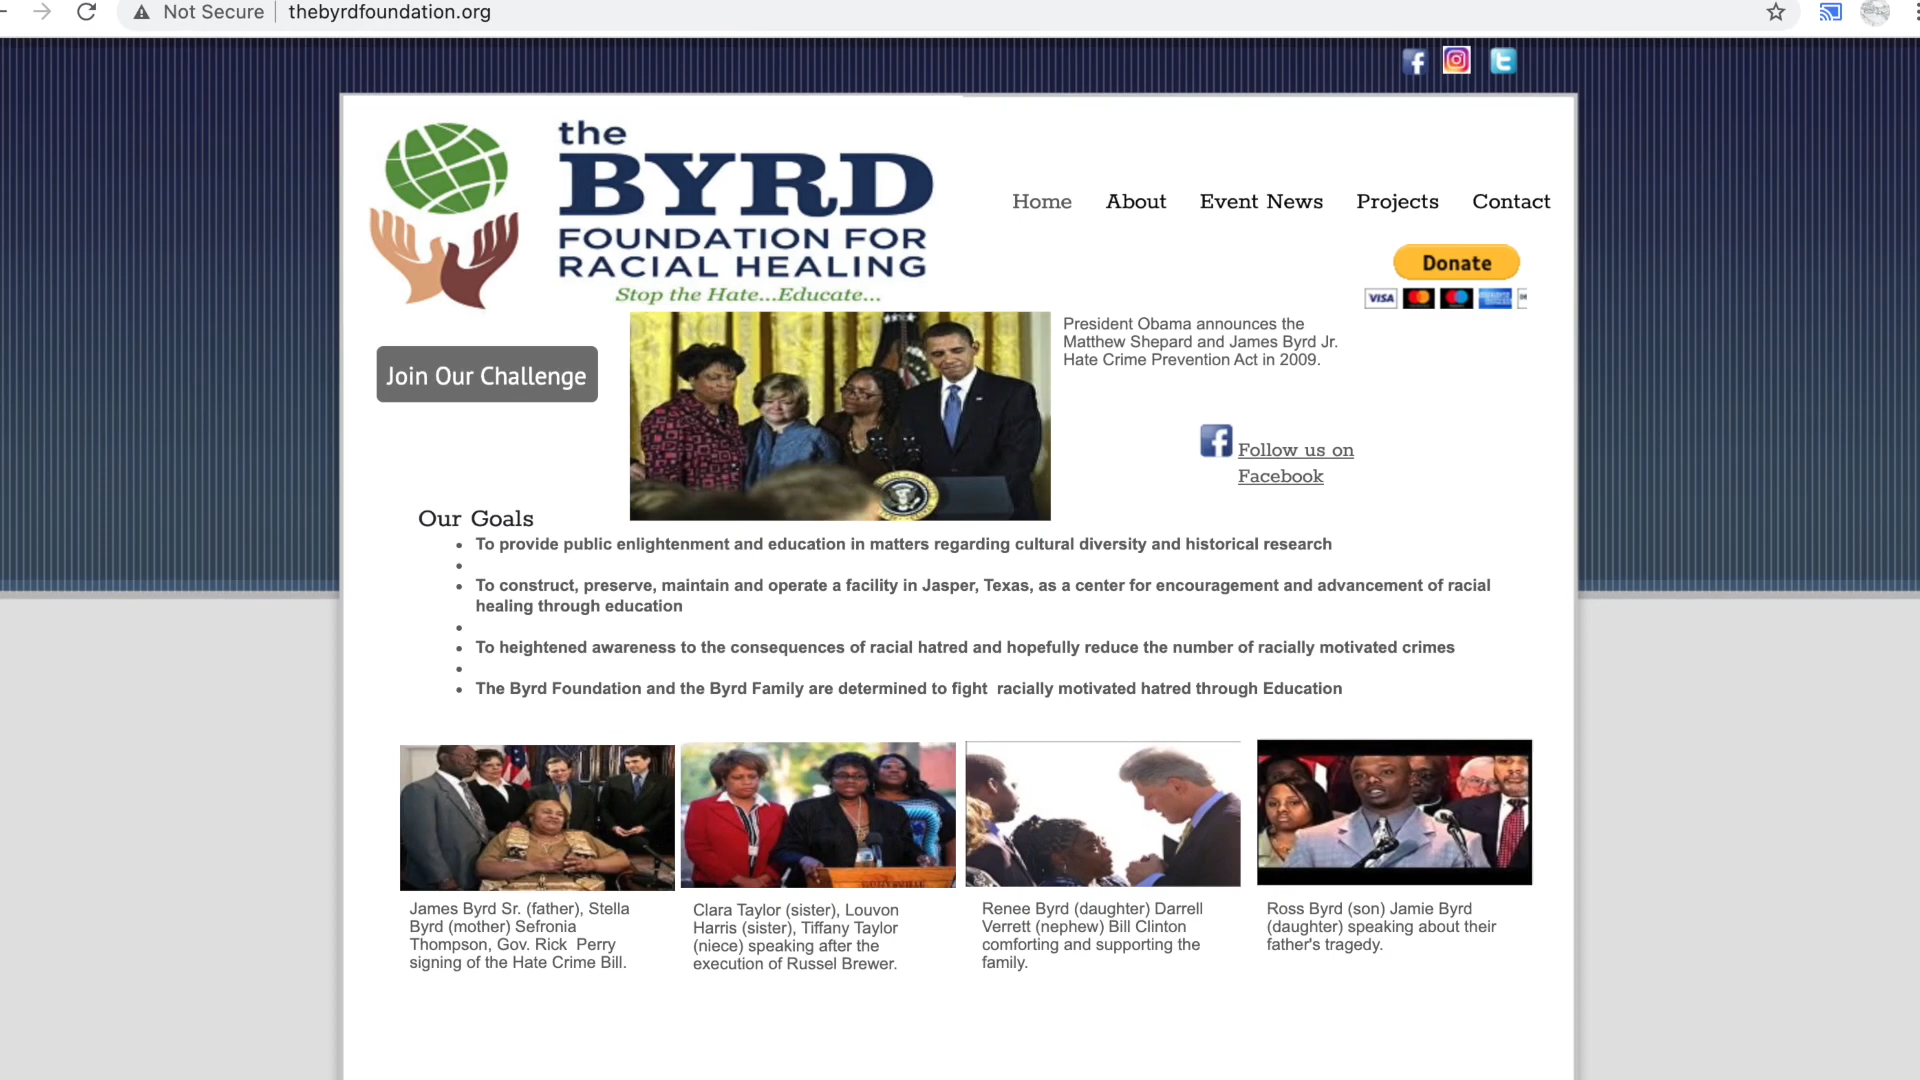 Not Secure
thebyrdfoundation.org
the
BYRD
FOUNDATION FOR
RACIAL HEALING
Stop the Hate...Educate...
Home About Event News Projects Contact
Donate
VISA
Join Our Challenge
President Obama announces the
Matthew Shepard and James Byrd Jr.
Hate Crime Prevention Act in 2009.
Follow us on
Facebook
Our Goals
To provide public enlightenment and education in matters regarding cultural diversity and historical research
To construct, preserve, maintain and operate a facility in Jasper, Texas, as a center for encouragement and advancement of racial
healing through education
To heightened awareness to the consequences of racial hatred and hopefully reduce the number of racially motivated crimes
The Byrd Foundation and the Byrd Family are determined to fight racially motivated hatred through Education
James Byrd Sr. (father), Stella
Byrd (mother) Sefronia
Thompson, Gov. Rick Perry
signing of the Hate Crime Bill.
Clara Taylor (sister), Louvon
Harris (sister), Tiffany Taylor
(niece) speaking after the
execution of Russel Brewer.
Renee Byrd (daughter) Darrell
Verrett (nephew) Bill Clinton
comforting and supporting the
family.
Ross Byrd (son) Jamie Byrd
(daughter) speaking about their
father's tragedy.